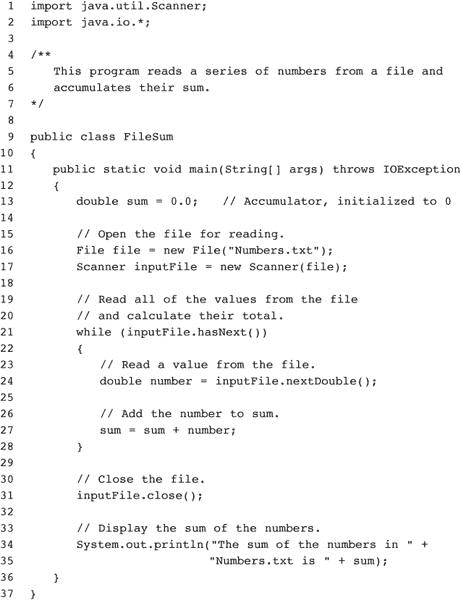 1 import java.util.Scanner;
2 import java.io.*;
3
4 /**
5 This program reads a series of numbers from a file and
6 accumulates their sum.
7 */
8
9 public class FileSum
10 {
11 public static void main(String[] args) throws IOException
12 {
13 double sum = 0.0; // Accumulator, initialized to 0
14
15 // Open the file for reading.
16 File file = new File("Numbers.txt");
17 Scanner inputFile = new Scanner(file);
18
19 // Read all of the values from the file
20 // and calculate their total.
21 while (inputFile.hasNext())
22 {
23 // Read a value from the file.
24 double number = inputFile.nextDouble();
25
26 // Add the number to sum.
27 sum = sum + number;
28 }
29
30 // Close the file.
31 inputFile.close();
32
33 // Display the sum of the numbers.
34 System.out.println("The sum of the numbers in " +
35 "Numbers.txt is " + sum);
36 }
37 }